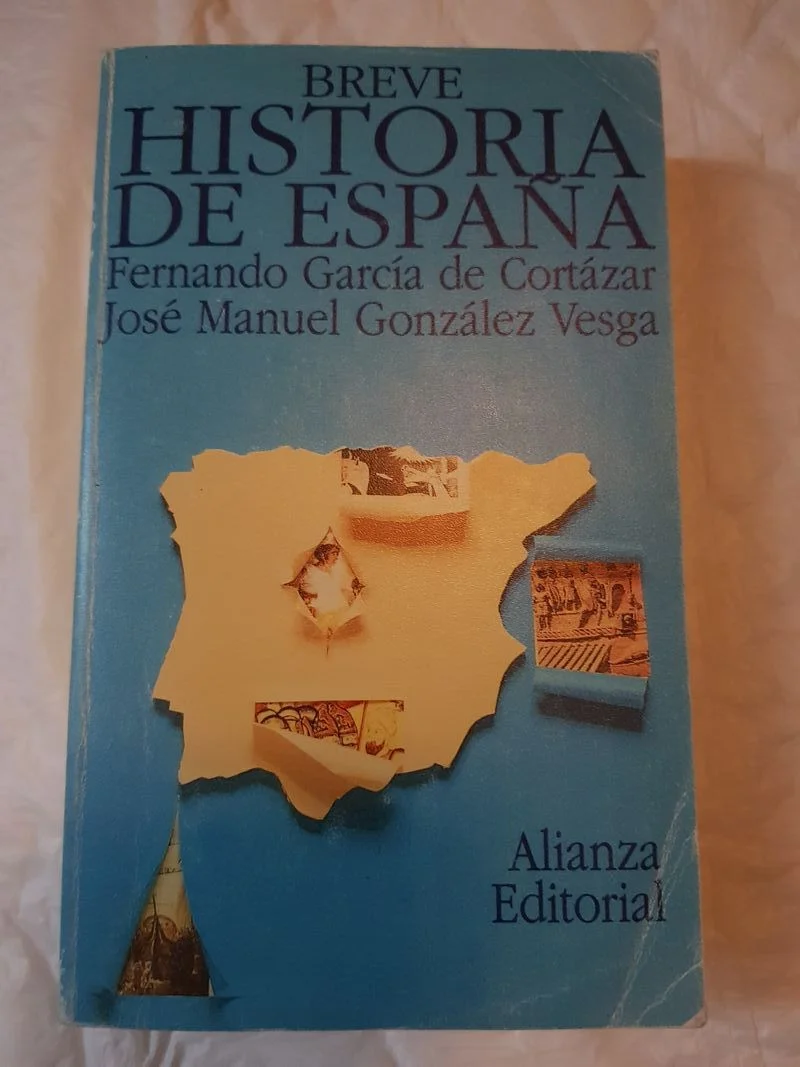 BREVE
HISTORIA
DE ESPAÑA
Fernando García de Cortázar
José Manuel González Vesga
Alianza
Editorial